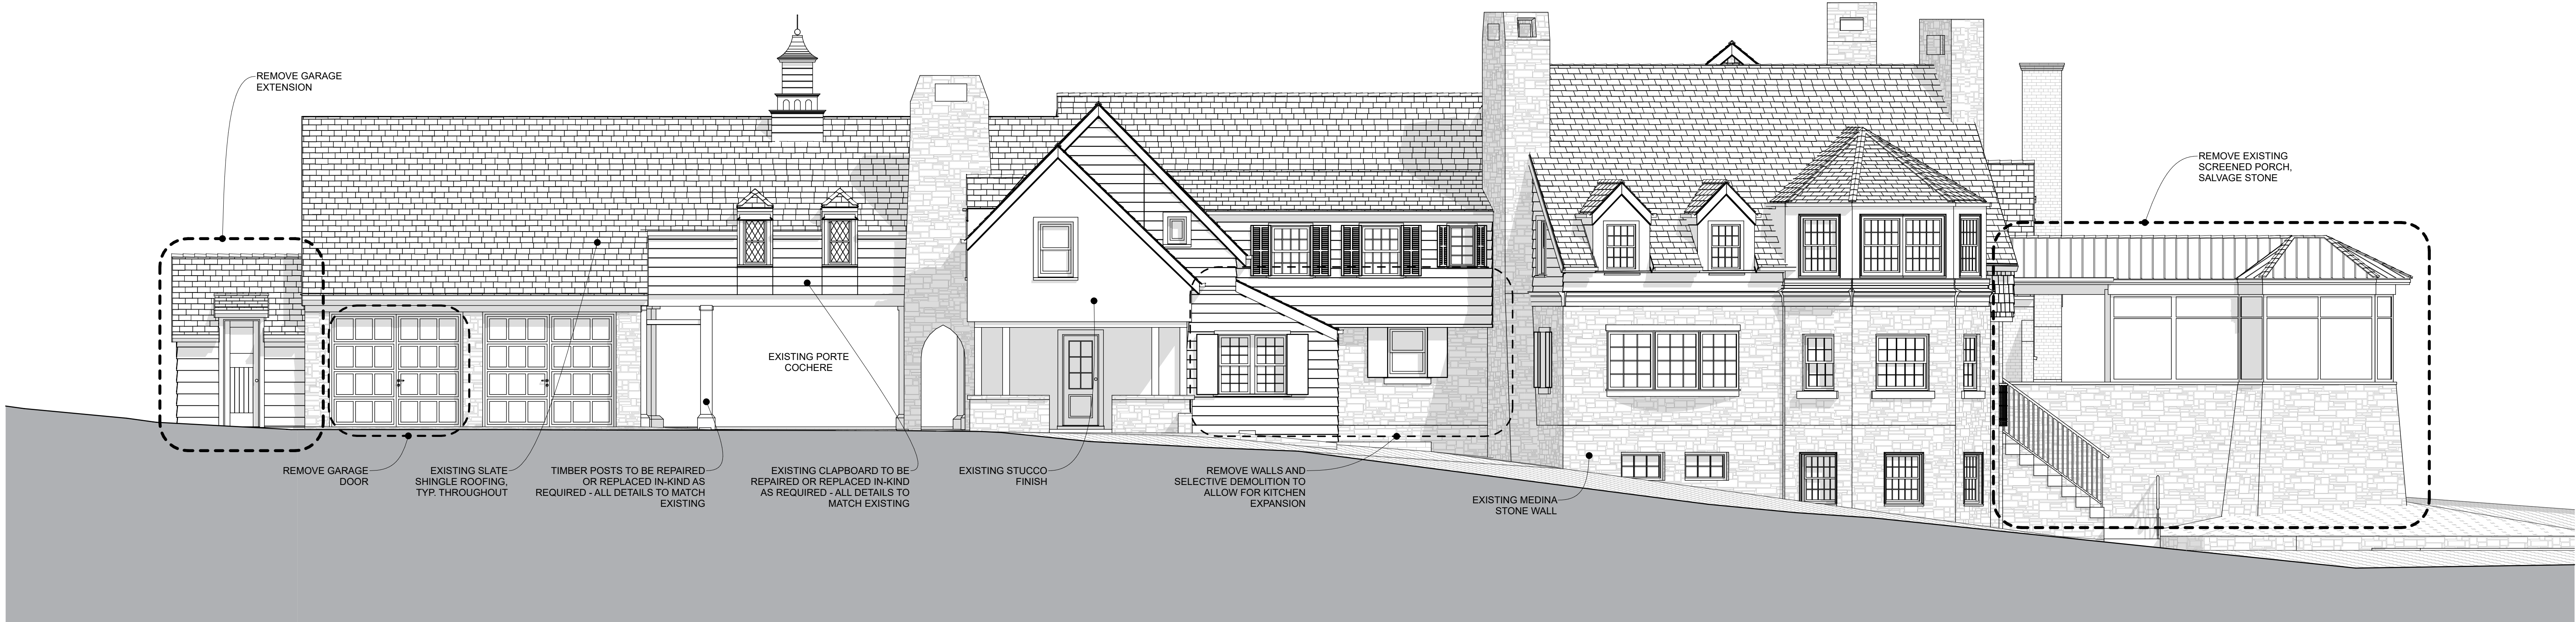 REMOVE GARAGE
EXTENSION
REMOVE EXISTING
SCREENED PORCH,
SALVAGE STONE
EXISTING PORTE
COCHERE
REMOVE GARAGE
DOOR
EXISTING SLATE
SHINGLE ROOFING,
TYP. THROUGHOUT
TIMBER POSTS TO BE REPAIRED
OR REPLACED IN-KIND AS
REQUIRED - ALL DETAILS TO MATCH
EXISTING
EXISTING CLAPBOARD TO BE
REPAIRED OR REPLACED IN-KIND
AS REQUIRED - ALL DETAILS TO
MATCH EXISTING
EXISTING STUCCO
FINISH
REMOVE WALLS AND
SELECTIVE DEMOLITION TO
ALLOW FOR KITCHEN
EXPANSION
EXISTING MEDINA
STONE WALL